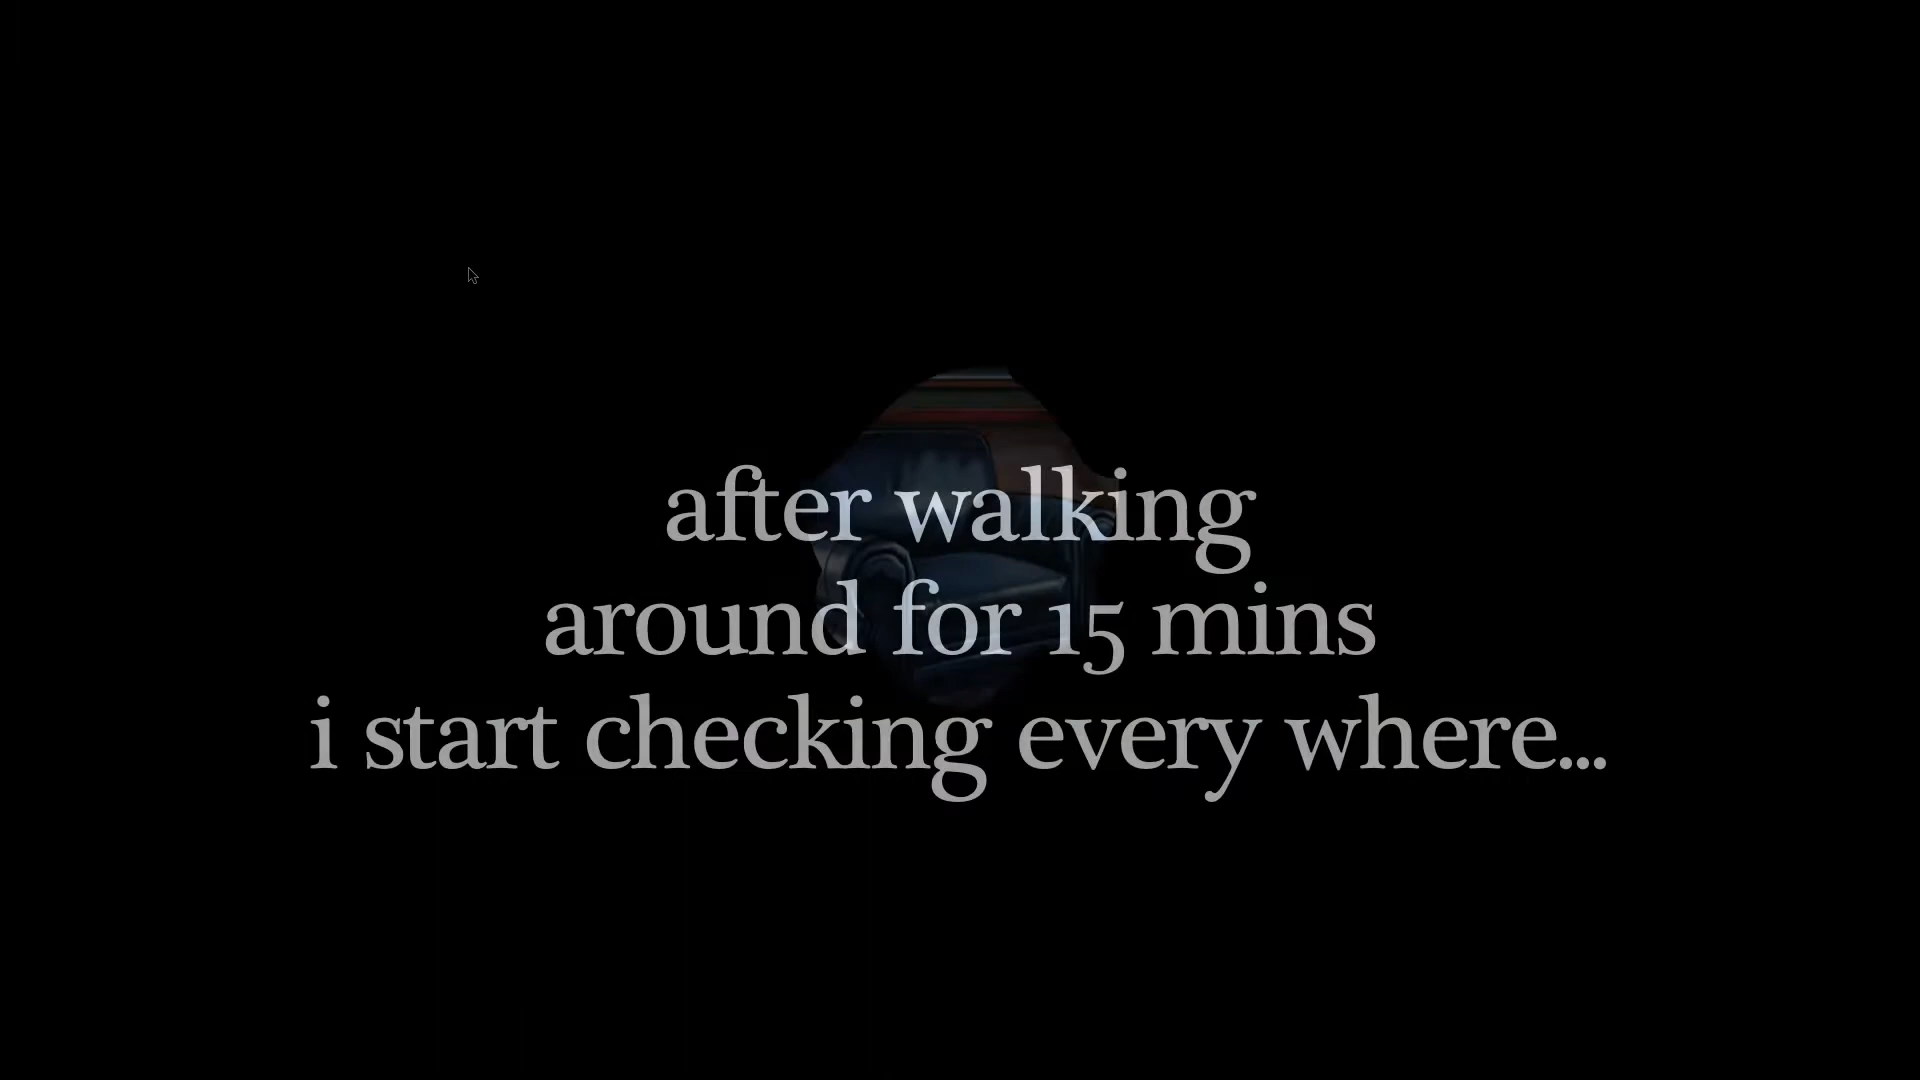 after walking
around for 15 mins
i start checking every where...